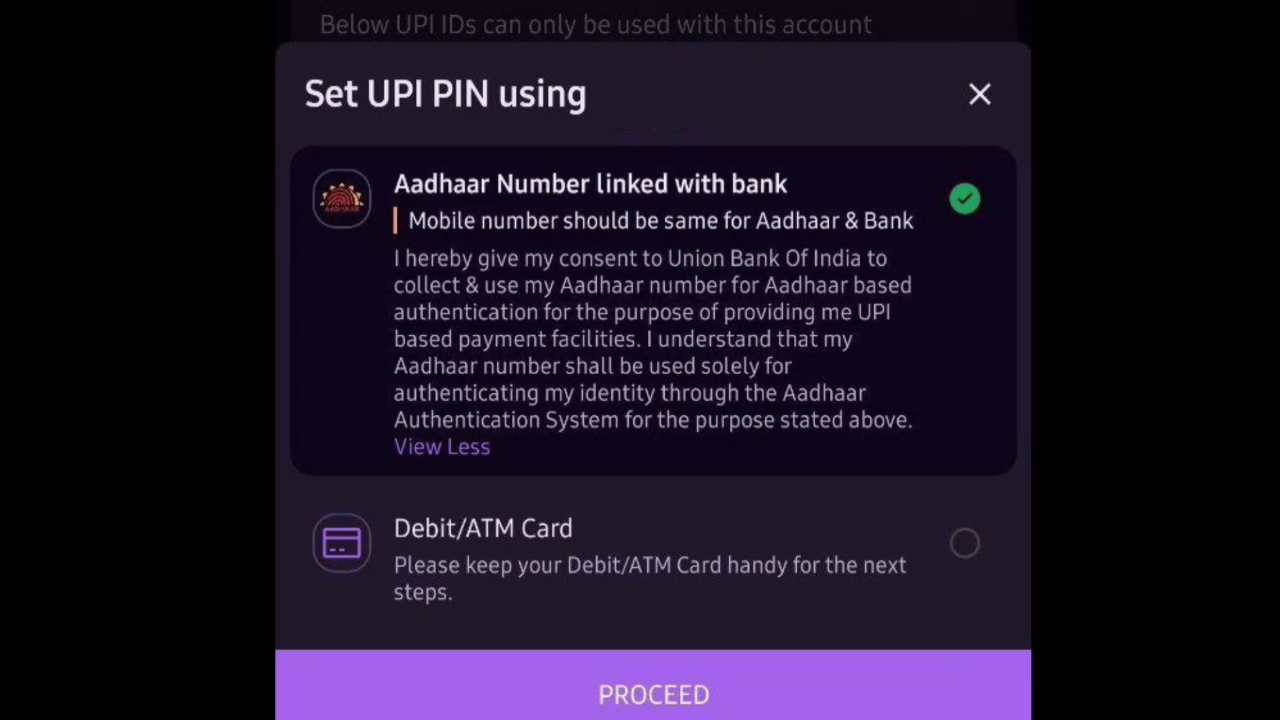 Below UPI IDs can only be used with this account
Set UPI PIN using
Aadhaar Number linked with bank
AADHAAR
Mobile number should be same for Aadhaar & Bank
I hereby give my consent to Union Bank Of India to
collect & use my Aadhaar number for Aadhaar based
authentication for the purpose of providing me UPI
based payment facilities. I understand that my
Aadhaar number shall be used solely for
authenticating my identity through the Aadhaar
Authentication System for the purpose stated above.
View Less
Debit/ATM Card
Please keep your Debit/ATM Card handy for the next
steps.
PROCEED